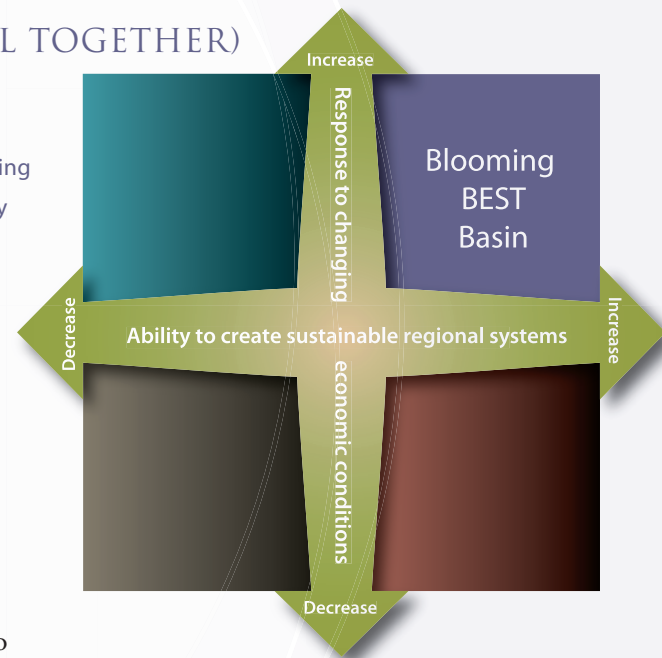 L TOGETHER)
Increase
ing
y
Response to changing
Blooming
BEST
Basin
Decrease
Ability to create sustainable regional systems
Increase
economic conditions
Decrease